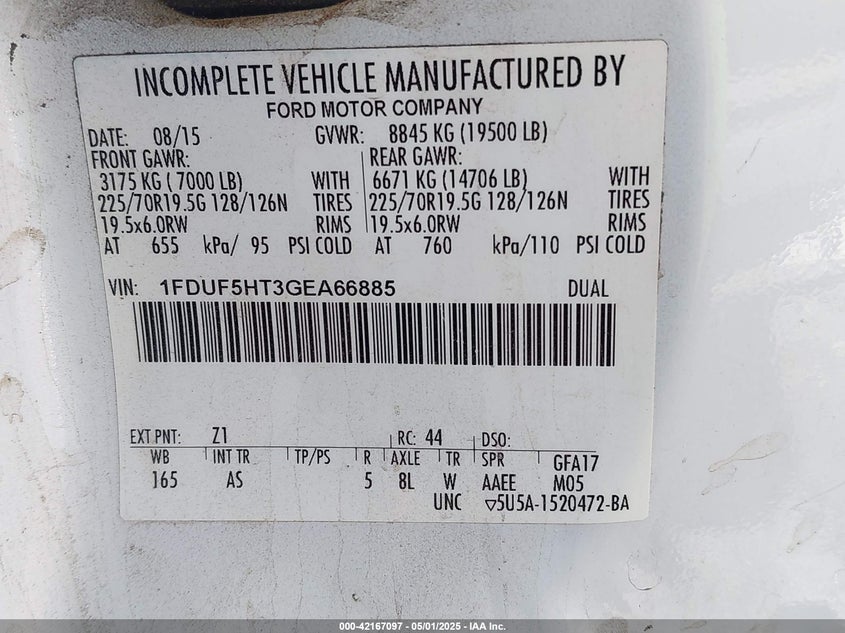 INCOMPLETE VEHICLE MANUFACTURED BY
FORD MOTOR COMPANY
DATE: 08/15 GVWR: 8845 KG (19500 LB)
FRONT GAWR: REAR GAWR:
3175 KG ( 7000 LB) WITH 6671 KG (14706 LB) WITH
225/70R19.5G 128/126N TIRES 225/70R19.5G 128/126N TIRES
19.5x6.0RW RIMS 19.5x6.0RW RIMS
AT 655 kPa/ 95 PSI COLD AT 760 kPa/110 PSI COLD
VIN: 1FDUF5HT3GEA66885 DUAL
EXT PNT: Z1 RC: 44 DSO:
WB INT TR TP/PS R AXLE TR SPR GFA17
165 AS 5 8L W AAEE M05
UNC ▽5U5A-1520472-BA
000-42167097 - 05/01/2025 - IAA Inc.